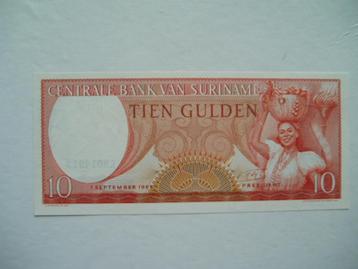 CENTRALE BANK VAN SURINAME
TIEN GULDEN
10
1 SEPTEMBER 1963
PRESIDENT
10